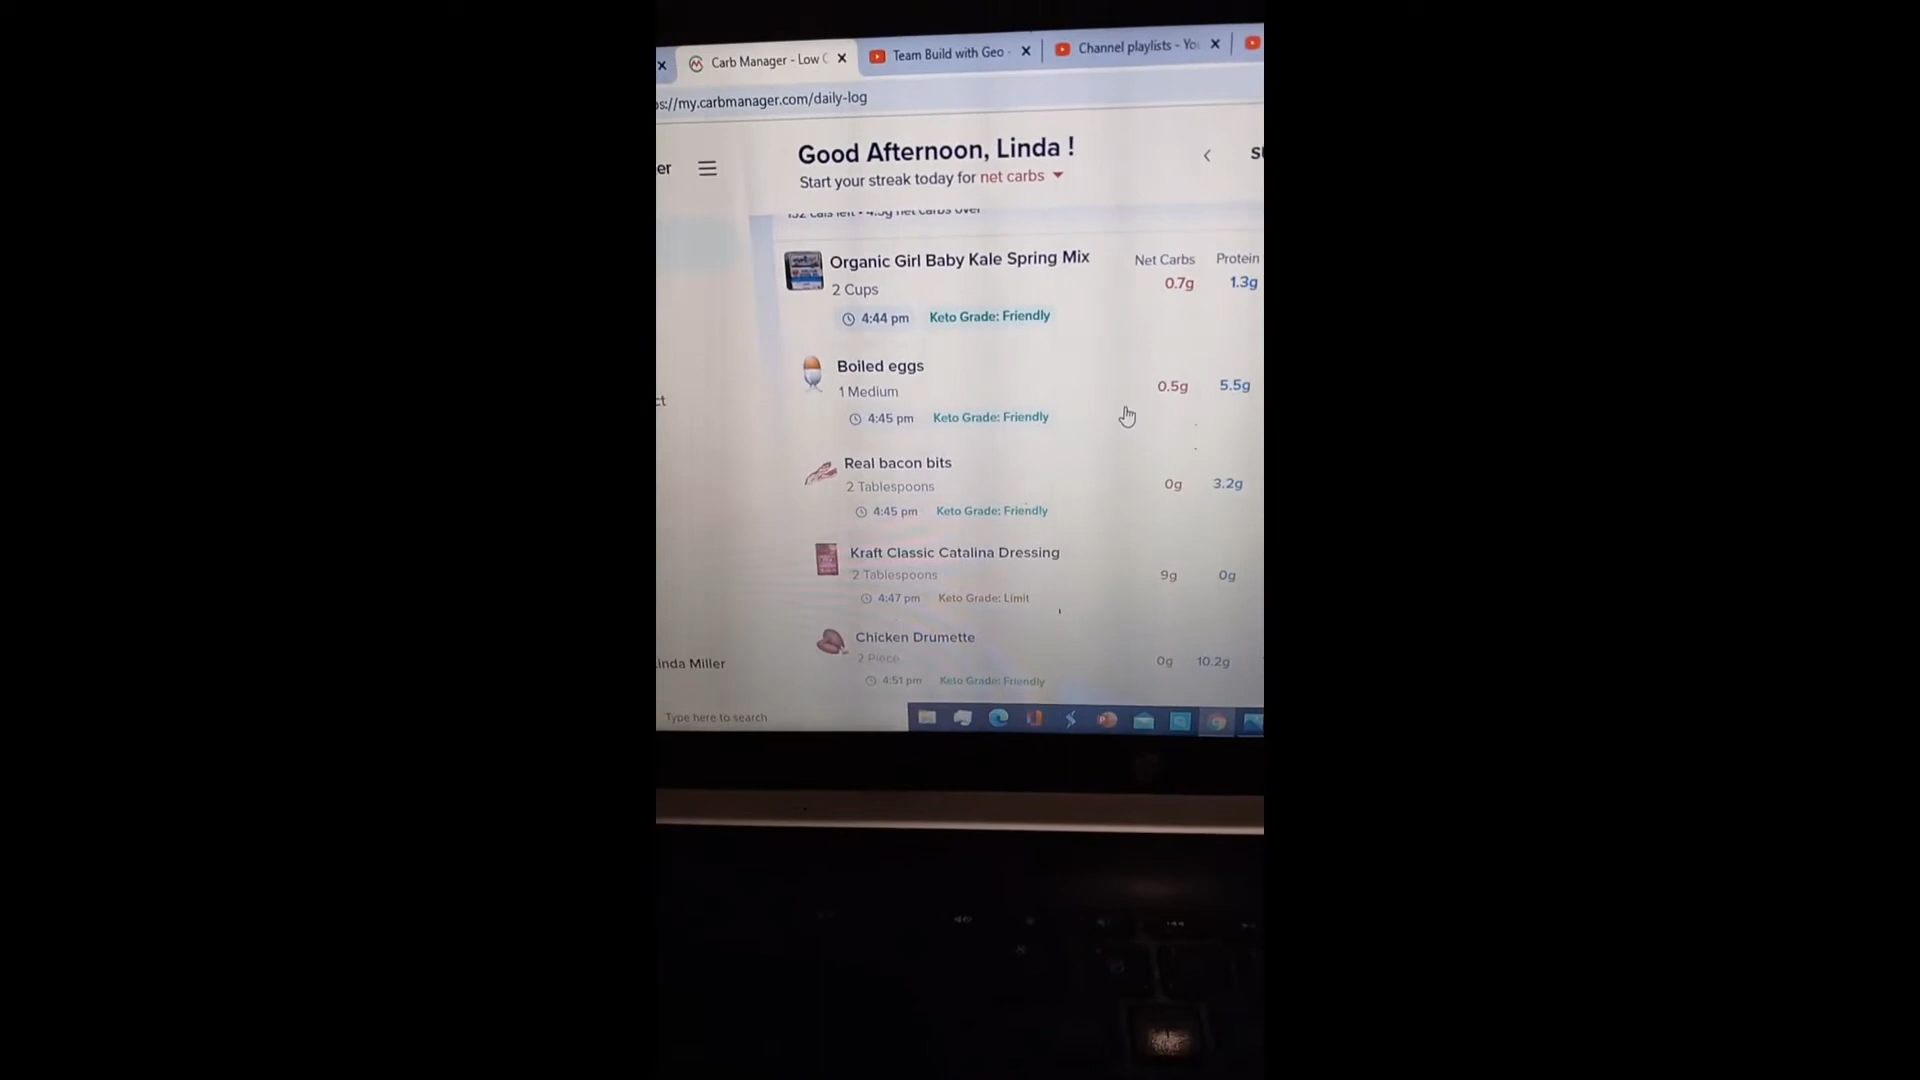 Carb Manager - Low C
Team Build with Geo -
Channel playlists - Yo
s://my.carbmanager.com/daily-log
er
Good Afternoon, Linda !
Start your streak today for net carbs
Organic Girl Baby Kale Spring Mix
Net Carbs Protein
2 Cups
0.7g 1.3g
4:44 pm Keto Grade: Friendly
Boiled eggs
1 Medium
0.5g 5.5g
4:45 pm Keto Grade: Friendly
ct
Real bacon bits
2 Tablespoons
0g 3.2g
4:45 pm Keto Grade: Friendly
Kraft Classic Catalina Dressing
2 Tablespoons
9g 0g
4:47 pm Keto Grade: Limit
Chicken Drumette
2 Piece
0g 10.2g
4:51 pm Keto Grade: Friendly
inda Miller
Type here to search